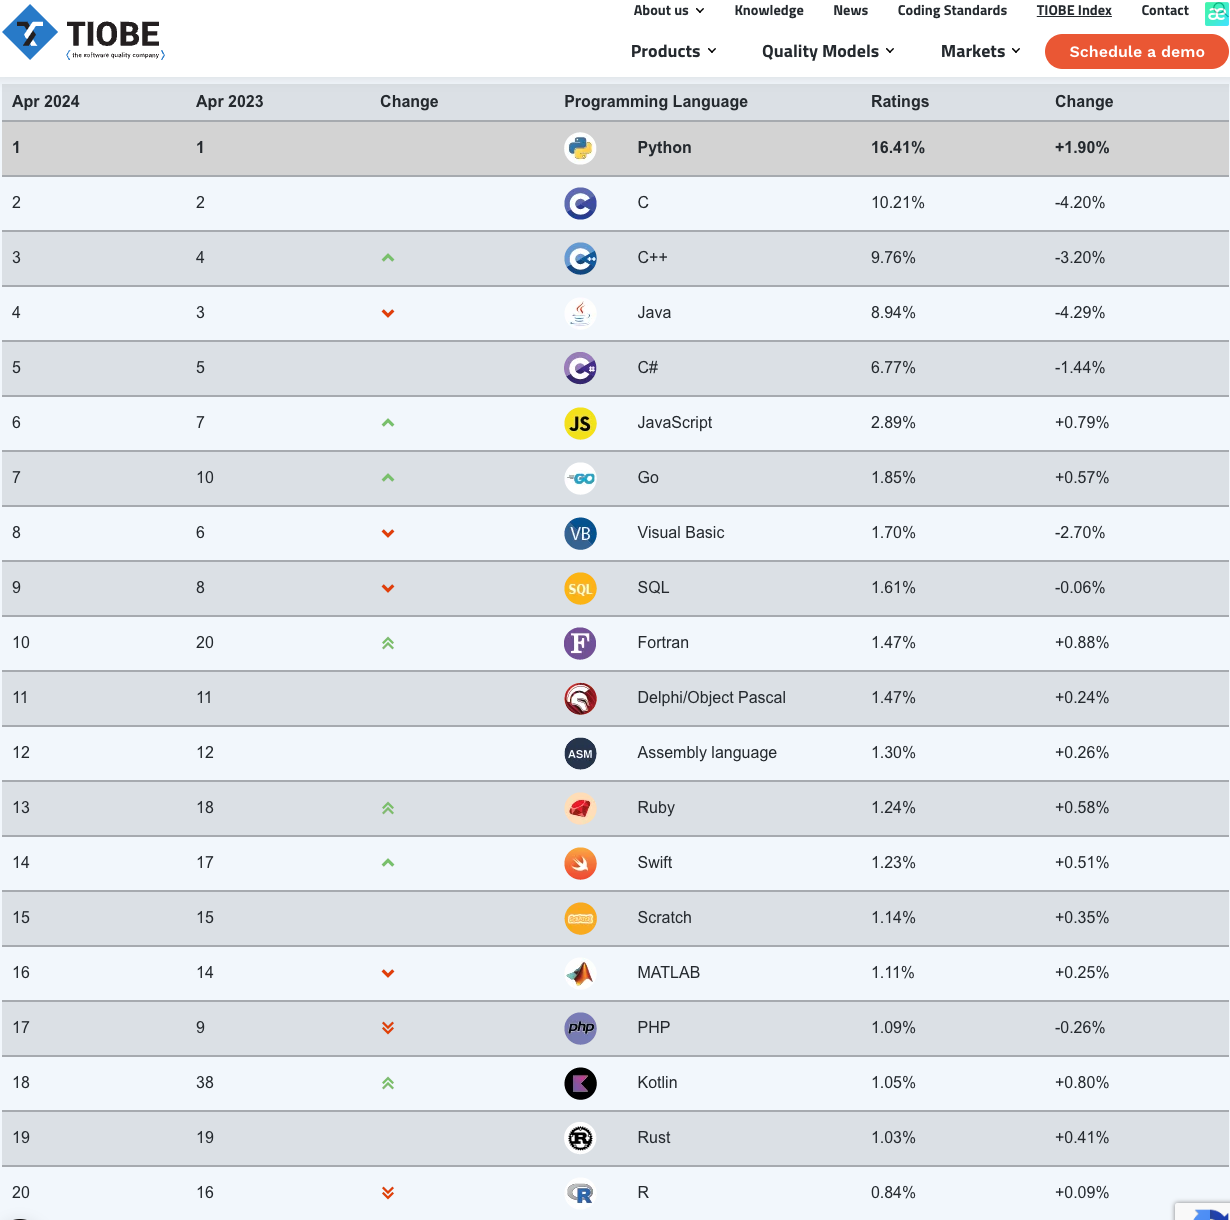 About us Knowledge News Coding Standards TIOBE Index Contact æ
TIOBE
(the software quality company)
Products Quality Models Markets Schedule a demo
Apr 2024 Apr 2023 Change Programming Language Ratings Change
1 1 Python 16.41% +1.90%
2 2 C C 10.21% -4.20%
3 4 C++ C++ 9.76% -3.20%
4 3 Java 8.94% -4.29%
5 5 C# C# 6.77% -1.44%
6 7 JS JavaScript 2.89% +0.79%
7 10 GO Go 1.85% +0.57%
8 6 VB Visual Basic 1.70% -2.70%
9 8 SQL SQL 1.61% -0.06%
10 20 F Fortran 1.47% +0.88%
11 11 Delphi/Object Pascal 1.47% +0.24%
12 12 ASM Assembly language 1.30% +0.26%
13 18 Ruby 1.24% +0.58%
14 17 Swift 1.23% +0.51%
15 15 Scratch 1.14% +0.35%
16 14 MATLAB 1.11% +0.25%
17 9 php PHP 1.09% -0.26%
18 38 Kotlin 1.05% +0.80%
19 19 R Rust 1.03% +0.41%
20 16 R R 0.84% +0.09%